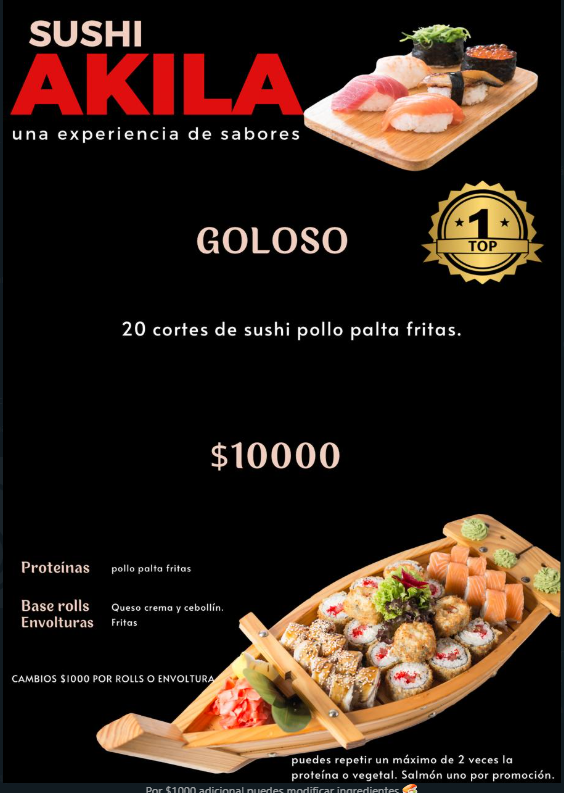 SUSHI
AKILA
una experiencia de sabores
1
TOP
GOLOSO
20 cortes de sushi pollo palta fritas.
$10000
Proteínas pollo palta fritas
Base rolls Queso crema y cebollín.
Envolturas Fritas
CAMBIOS $1000 POR ROLLS O ENVOLTURA
puedes repetir un máximo de 2 veces la
proteína o vegetal. Salmón uno por promoción.
Por $1000 adicional puedes modificar ingredientes 🍣